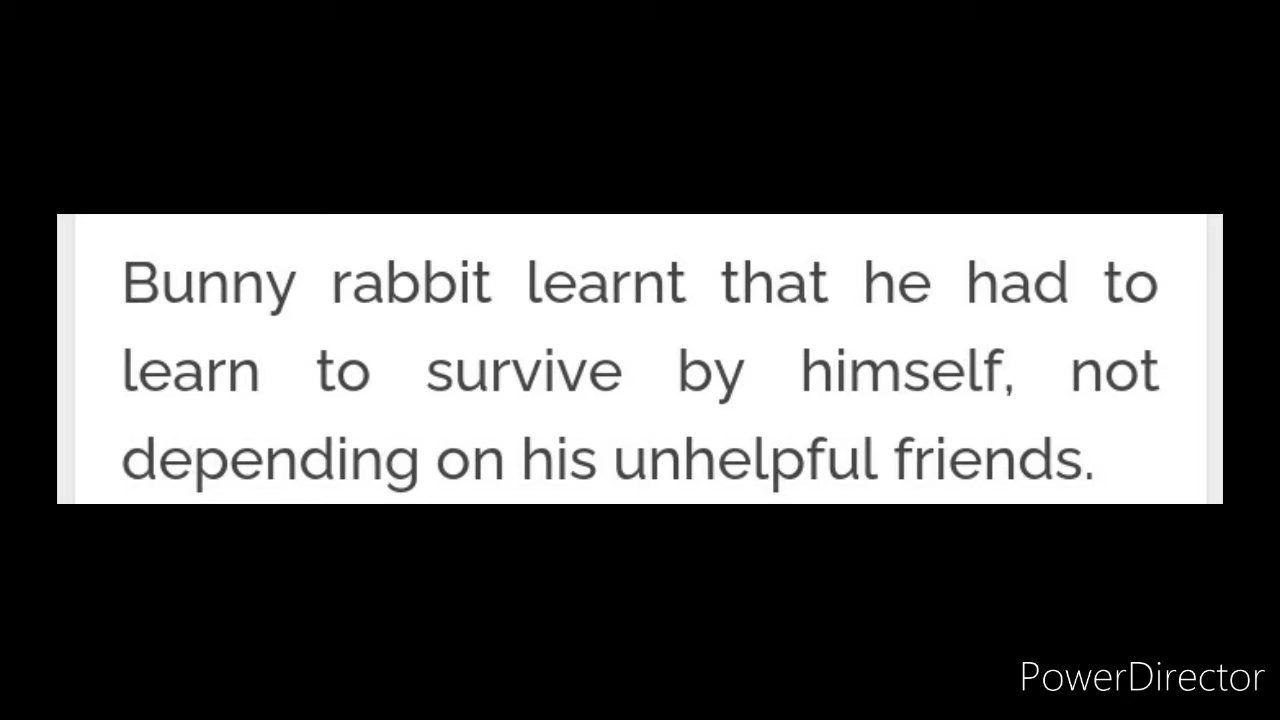 Bunny rabbit learnt that he had to
learn to survive by himself, not
depending on his unhelpful friends.
PowerDirector